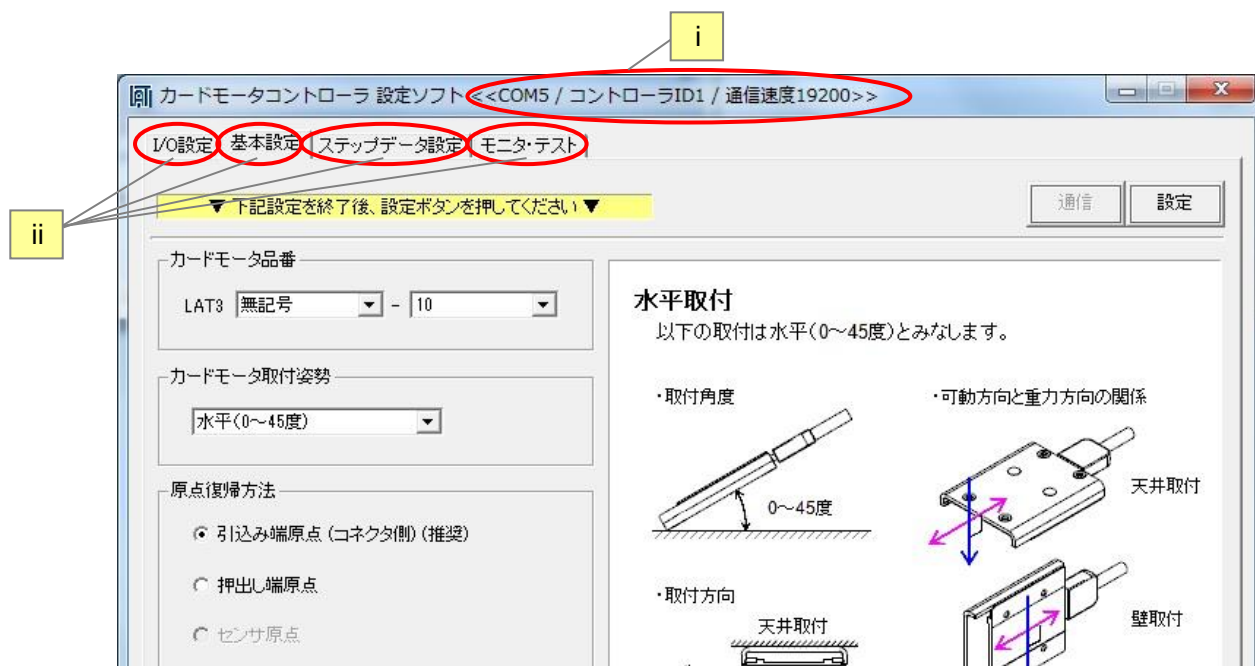 i
カードモータコントローラ 設定ソフト <<COM5 / コントローラID1 / 通信速度19200>>
I/O設定 基本設定 ステップデータ設定 モニタ・テスト
▼ 下記設定を終了後、設定ボタンを押してください ▼
通信 設定
ii
カードモータ品番
LAT3 無記号 - 10
カードモータ取付姿勢
水平(0～45度)
原点復帰方法
引込み端原点 (コネクタ側) (推奨)
押出し端原点
センサ原点
水平取付
以下の取付は水平(0～45度)とみなします。
・取付角度
0～45度
・可動方向と重力方向の関係
天井取付
・取付方向
天井取付
壁取付